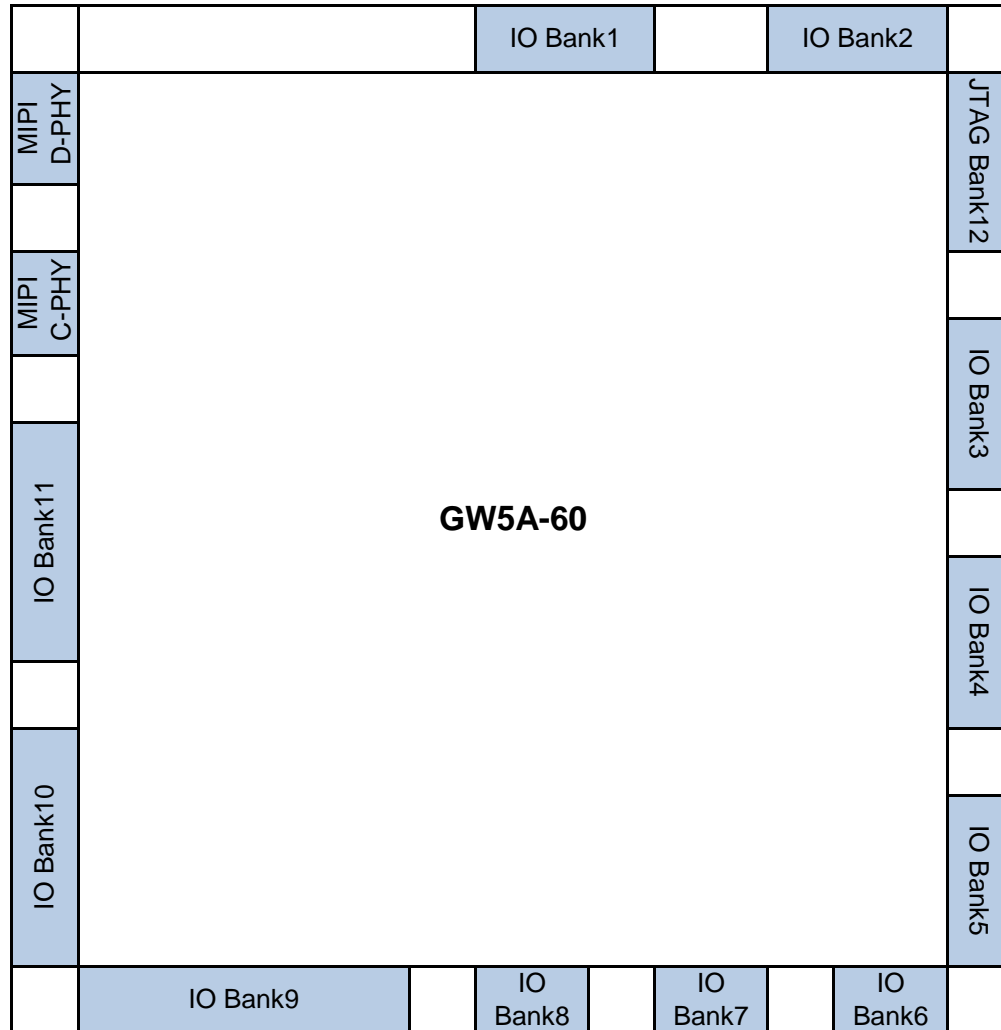 IO Bank1
IO Bank2
MIPI
D-PHY
JTAG Bank12
MIPI
C-PHY
IO Bank3
IO Bank11
GW5A-60
IO Bank4
IO Bank10
IO Bank5
IO Bank9
IO
Bank8
IO
Bank7
IO
Bank6